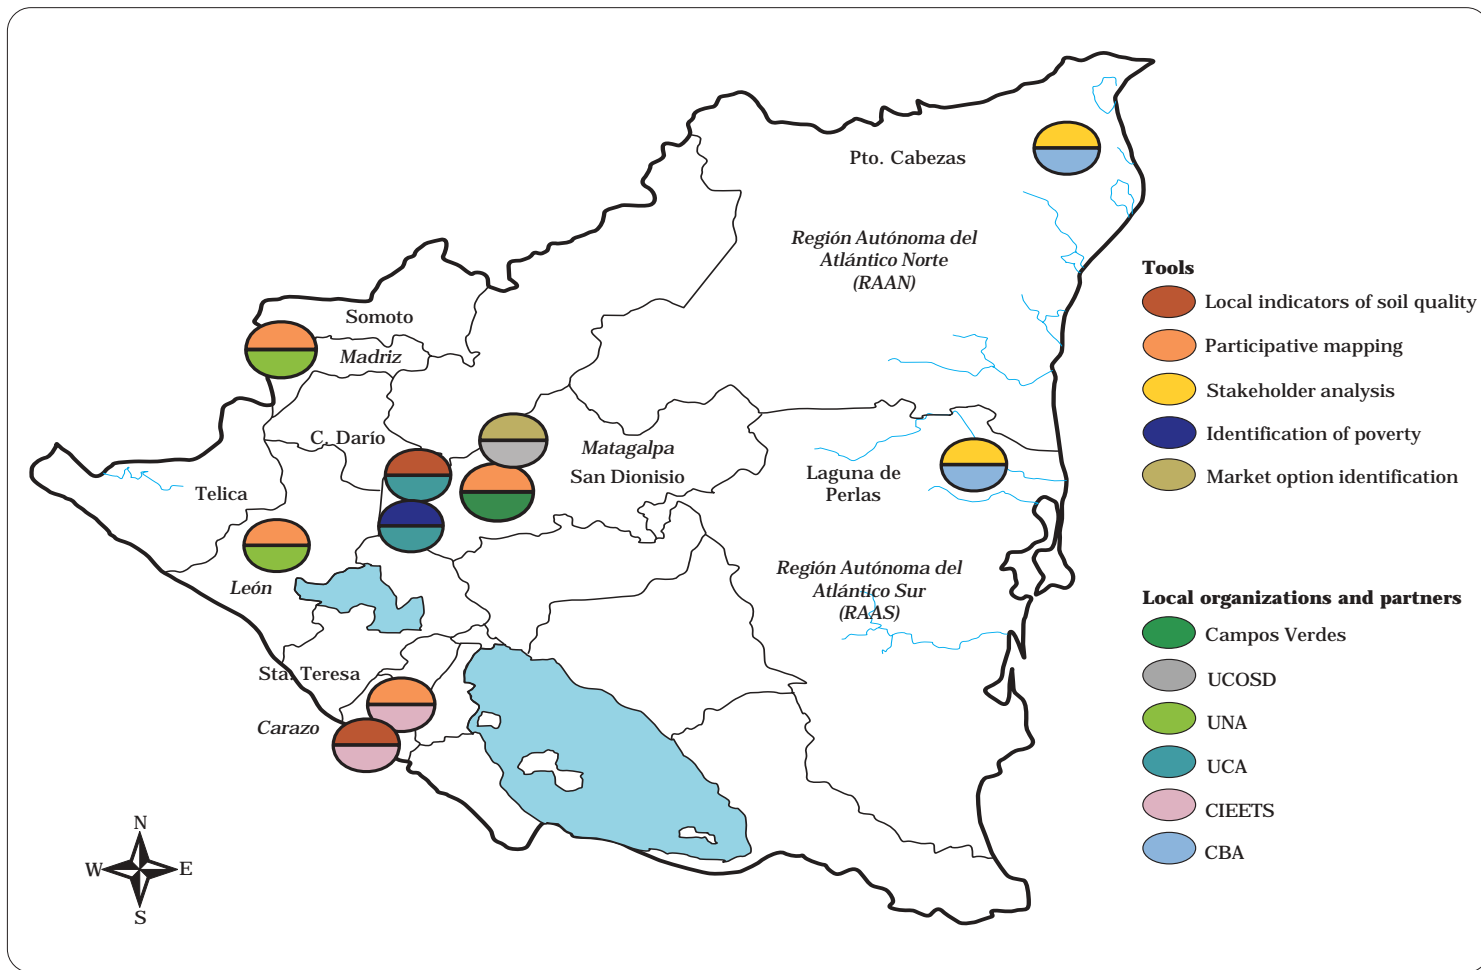 Pto. Cabezas
Región Autónoma del
Atlántico Norte
(RAAN)
Somoto
Madriz
C. Darío
Matagalpa
San Dionisio
Telica
Laguna de
Perlas
León
Región Autónoma del
Atlántico Sur
(RAAS)
Sta. Teresa
Carazo
N
W
E
S
Tools
Local indicators of soil quality
Participative mapping
Stakeholder analysis
Identification of poverty
Market option identification
Local organizations and partners
Campos Verdes
UCOSD
UNA
UCA
CIEETS
CBA